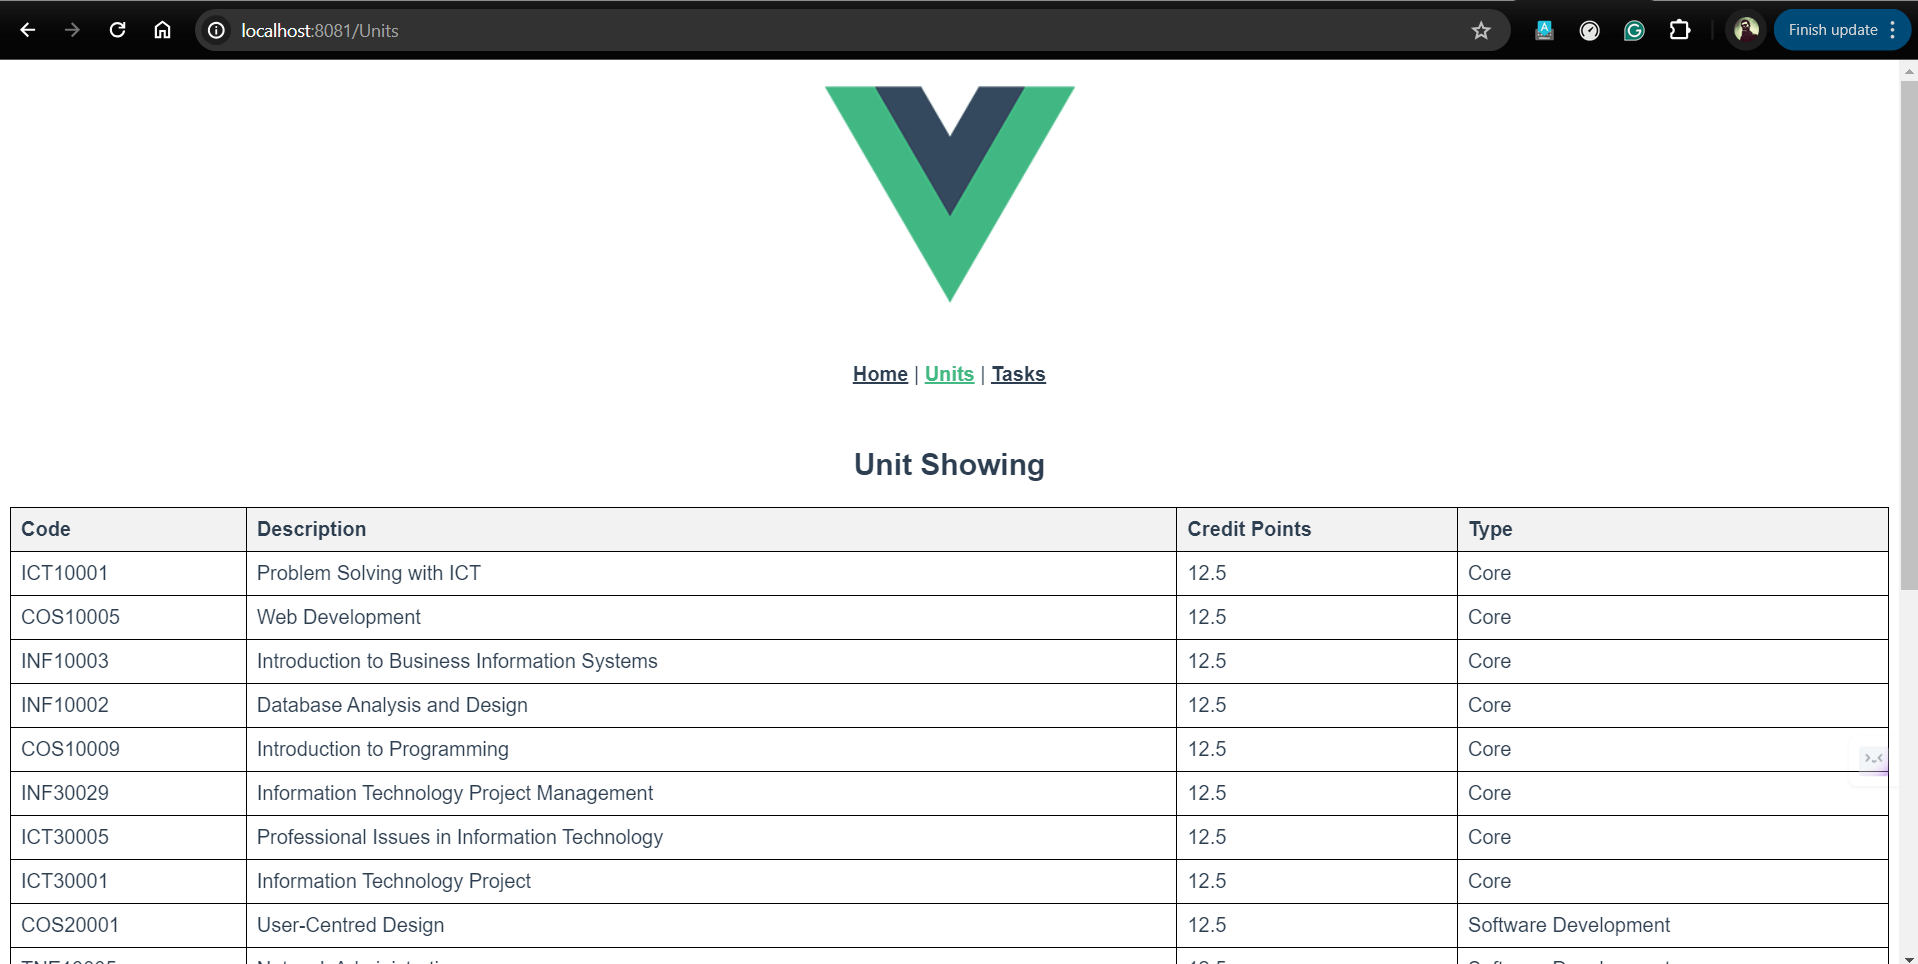 localhost:8081/Units
Finish update
Home | Units | Tasks
Unit Showing
Code Description Credit Points Type
ICT10001 Problem Solving with ICT 12.5 Core
COS10005 Web Development 12.5 Core
INF10003 Introduction to Business Information Systems 12.5 Core
INF10002 Database Analysis and Design 12.5 Core
COS10009 Introduction to Programming 12.5 Core
INF30029 Information Technology Project Management 12.5 Core
ICT30005 Professional Issues in Information Technology 12.5 Core
ICT30001 Information Technology Project 12.5 Core
COS20001 User-Centred Design 12.5 Software Development